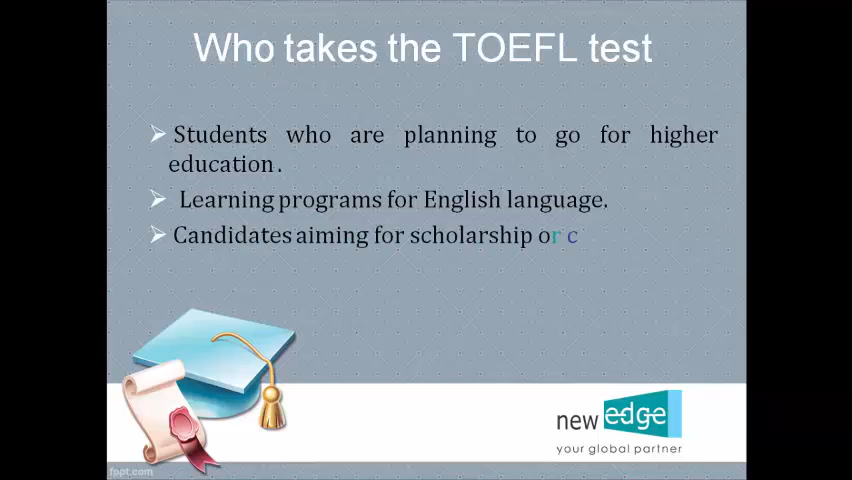 Who takes the TOEFL test
Students who are planning to go for higher
education.
Learning programs for English language.
Candidates aiming for scholarship or c
new edge
your global partner
fppt.com